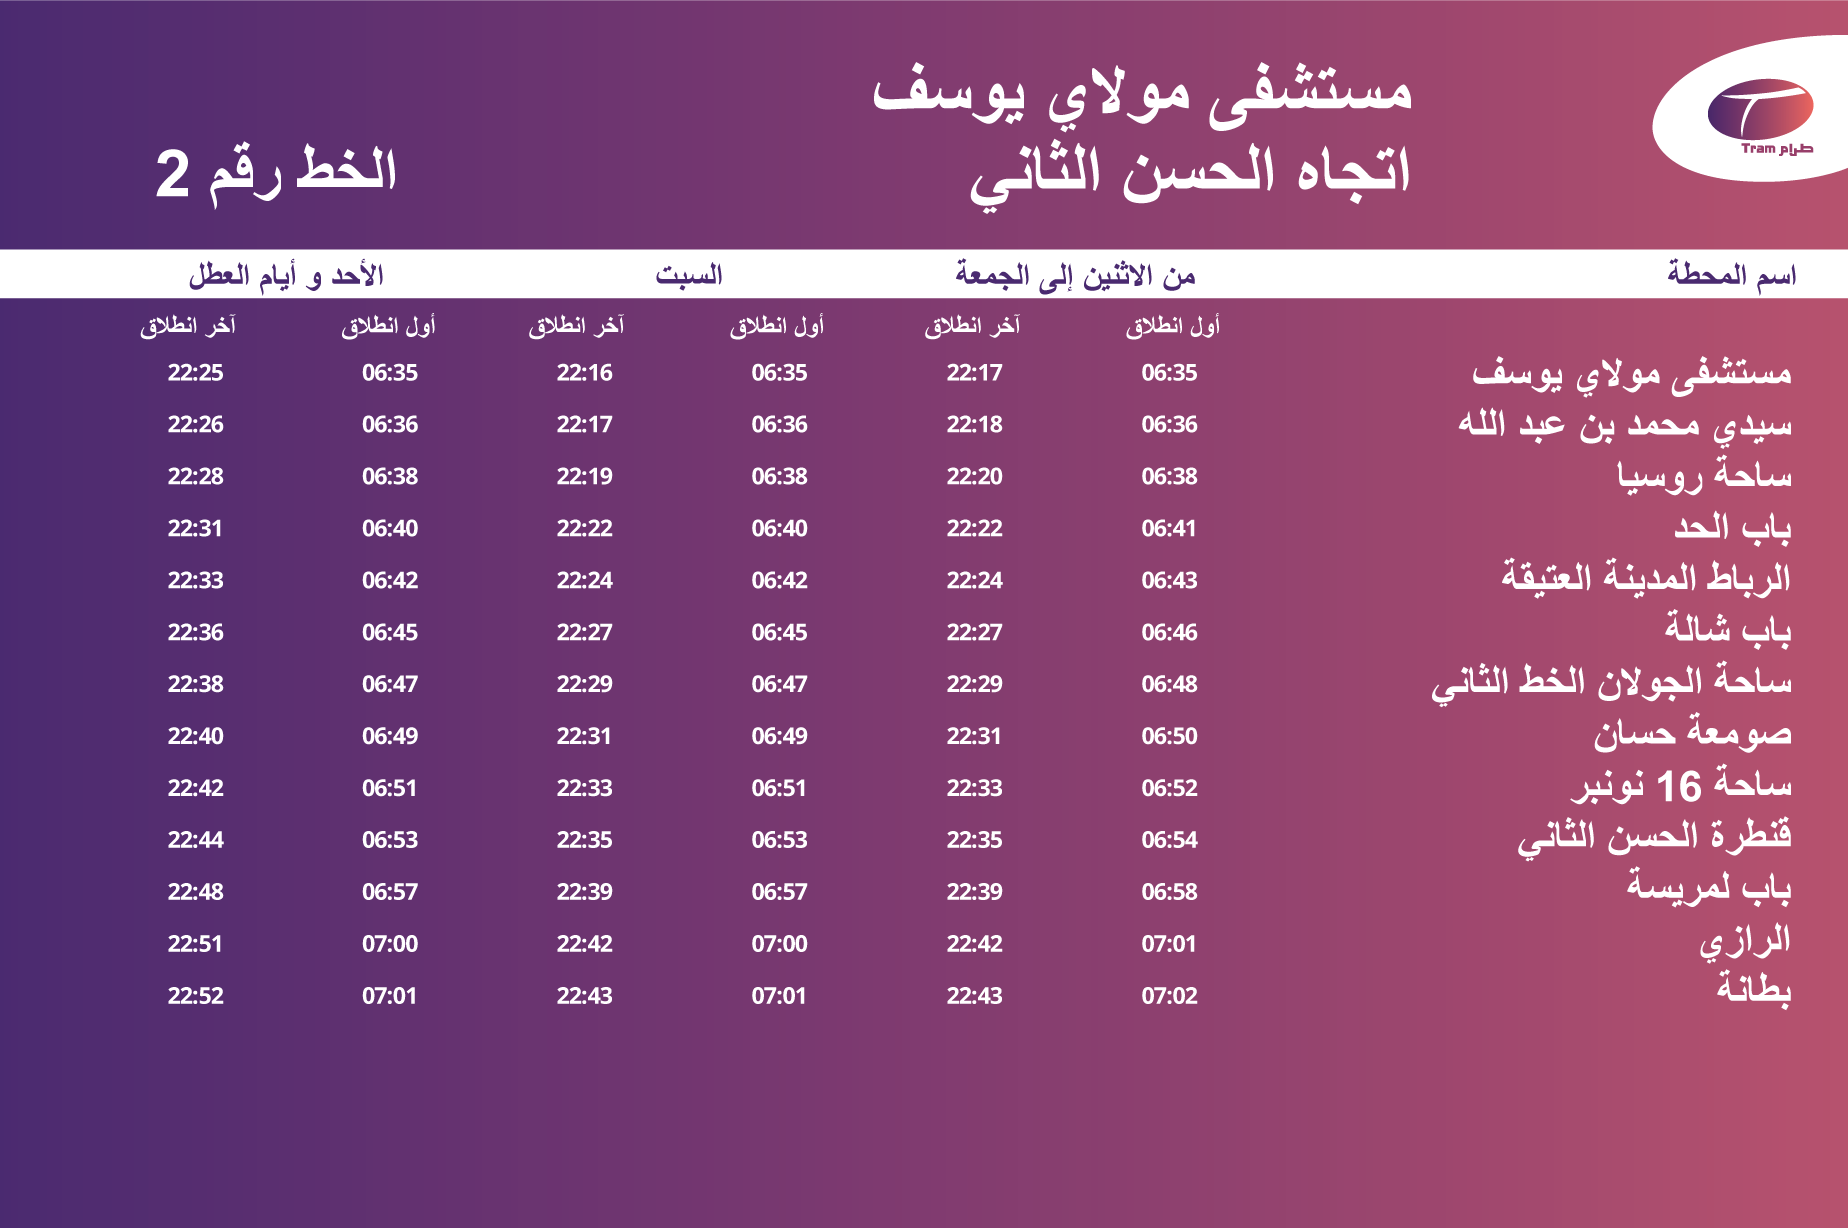 مستشفى مولاي يوسف
اتجاه الحسن الثاني
الخط رقم 2
Tram طرام
اسم المحطة من الاثنين إلى الجمعة السبت الأحد و أيام العطل
أول انطلاق آخر انطلاق أول انطلاق آخر انطلاق أول انطلاق آخر انطلاق
مستشفى مولاي يوسف 06:35 22:17 06:35 22:16 06:35 22:25
سيدي محمد بن عبد الله 06:36 22:18 06:36 22:17 06:36 22:26
ساحة روسيا 06:38 22:20 06:38 22:19 06:38 22:28
باب الحد 06:41 22:22 06:40 22:22 06:40 22:31
الرباط المدينة العتيقة 06:43 22:24 06:42 22:24 06:42 22:33
باب شالة 06:46 22:27 06:45 22:27 06:45 22:36
ساحة الجولان الخط الثاني 06:48 22:29 06:47 22:29 06:47 22:38
صومعة حسان 06:50 22:31 06:49 22:31 06:49 22:40
ساحة 16 نونبر 06:52 22:33 06:51 22:33 06:51 22:42
قنطرة الحسن الثاني 06:54 22:35 06:53 22:35 06:53 22:44
باب لمريسة 06:58 22:39 06:57 22:39 06:57 22:48
الرازي 07:01 22:42 07:00 22:42 07:00 22:51
بطانة 07:02 22:43 07:01 22:43 07:01 22:52